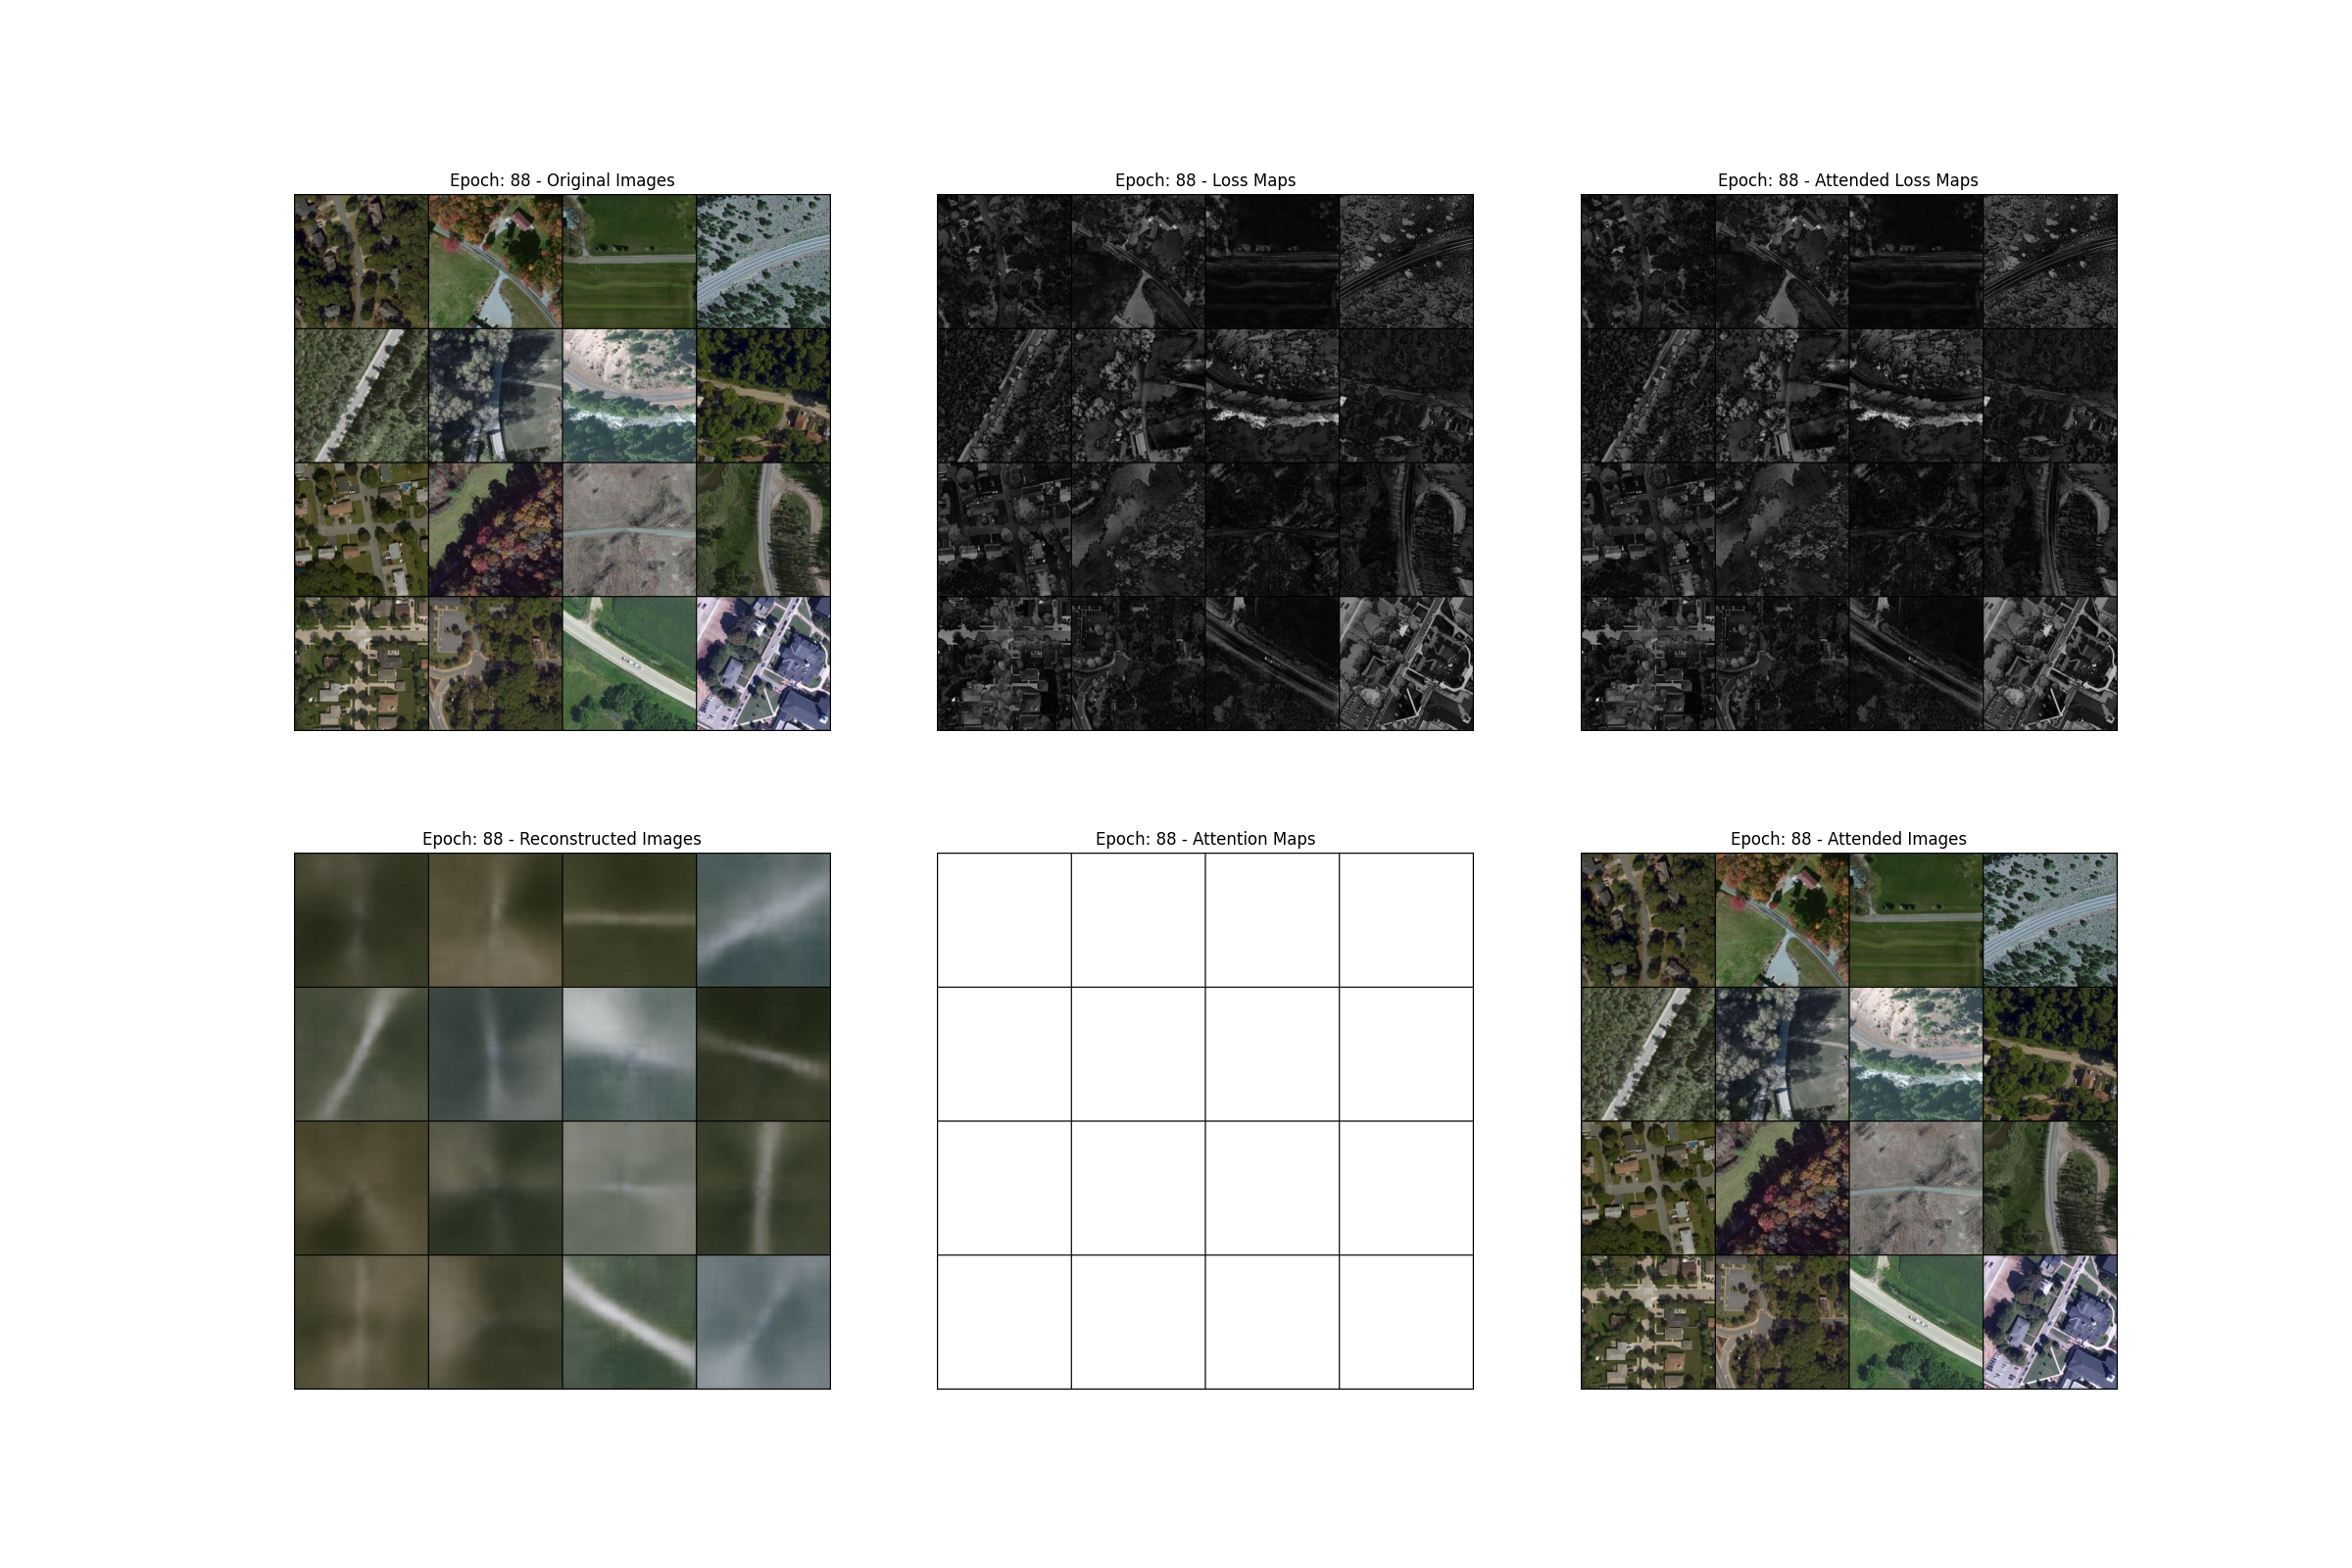 Epoch: 88 - Original Images
Epoch: 88 - Loss Maps
Epoch: 88 - Attended Loss Maps
Epoch: 88 - Reconstructed Images
Epoch: 88 - Attention Maps
Epoch: 88 - Attended Images